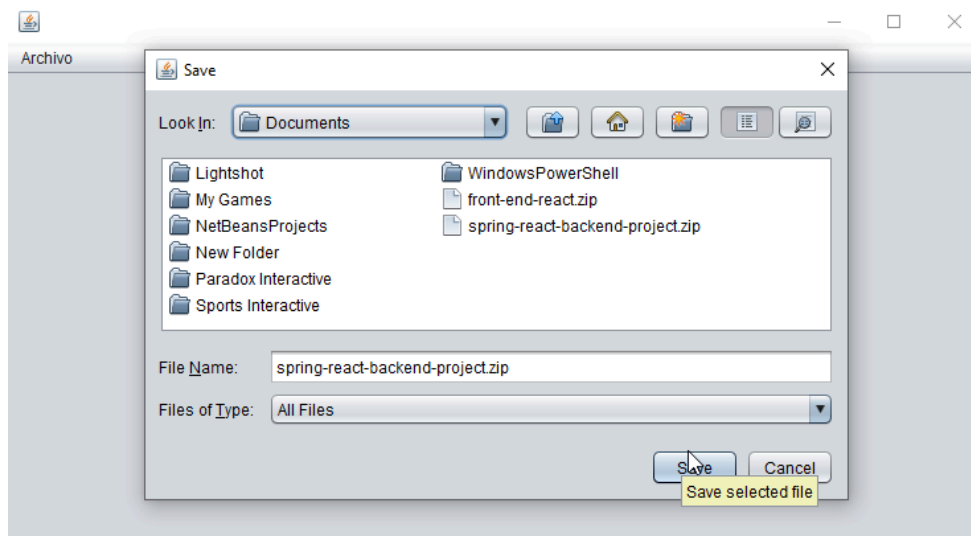 Archivo
Save
Look In: Documents
Lightshot
My Games
NetBeansProjects
New Folder
Paradox Interactive
Sports Interactive
WindowsPowerShell
front-end-react.zip
spring-react-backend-project.zip
File Name: spring-react-backend-project.zip
Files of Type: All Files
Save Cancel
Save selected file